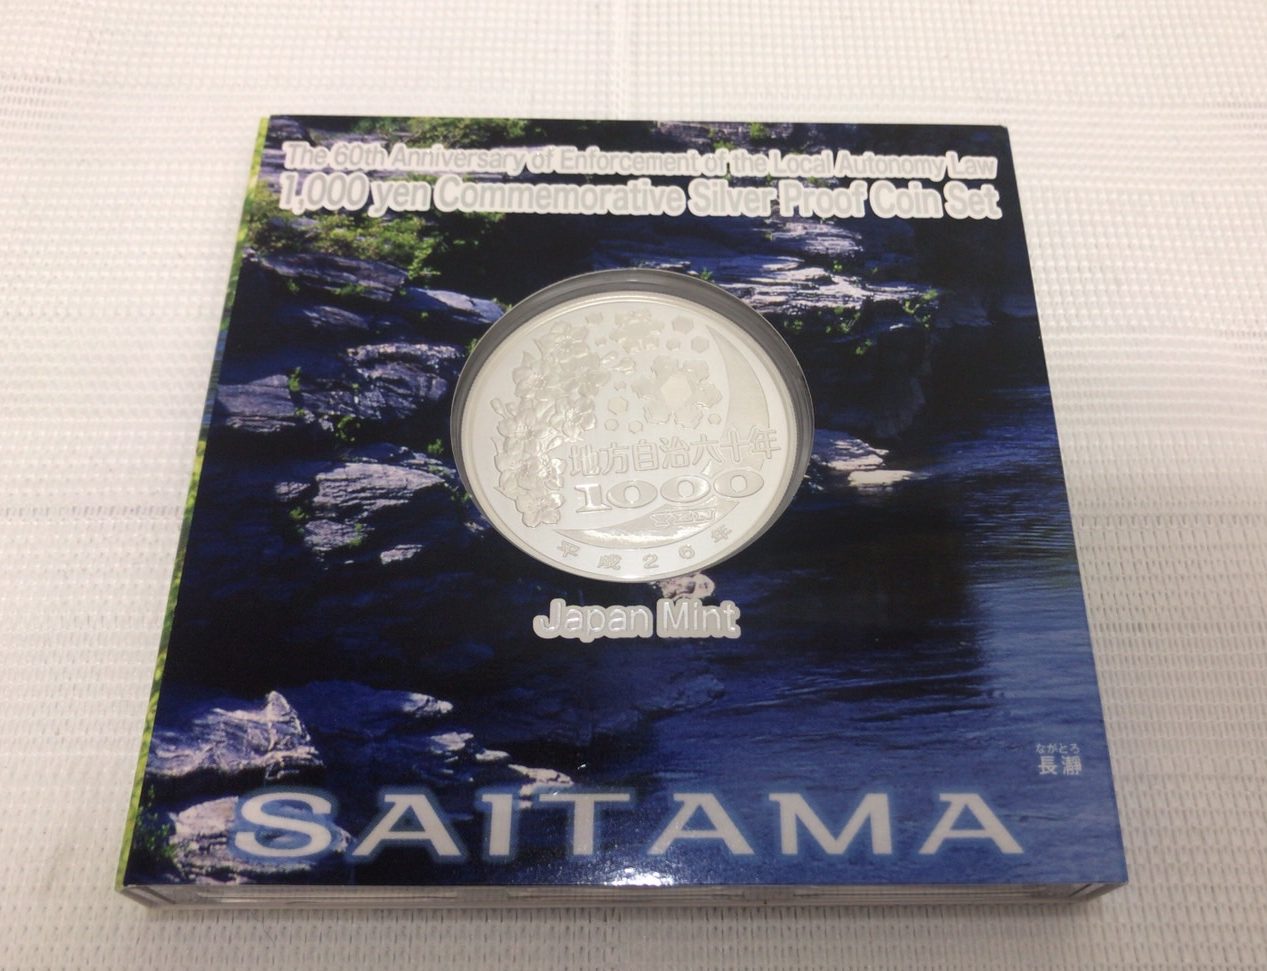 The 60th Anniversary of Enforcement of the Local Autonomy Law
1,000 yen Commemorative Silver Proof Coin Set
地方自治六十年
1000
YEN
平成26年
Japan Mint
ながとろ
長瀞
SAITAMA